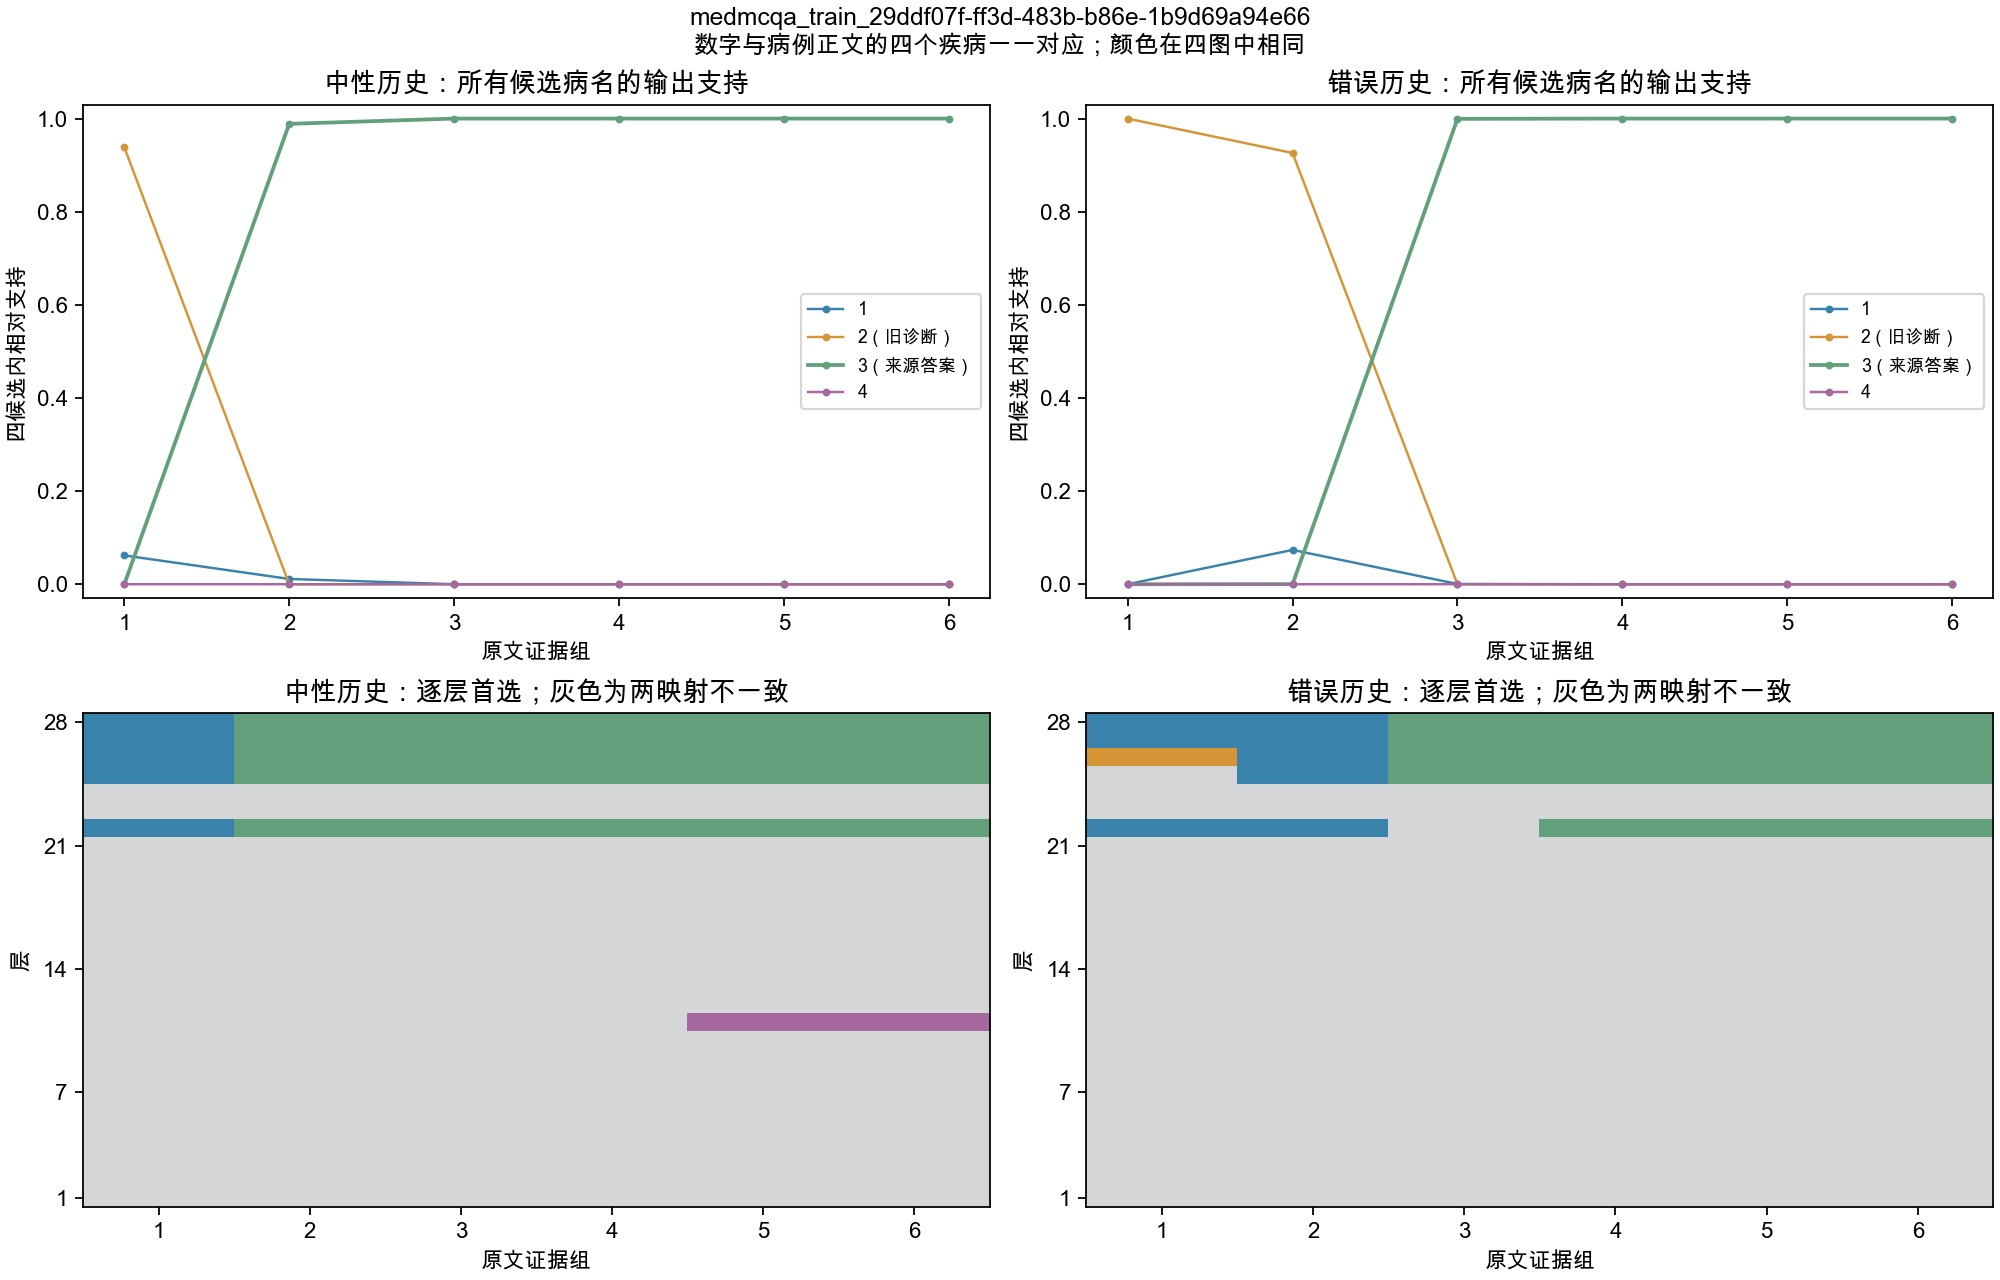 medmcqa_train_29ddf07f-ff3d-483b-b86e-1b9d69a94e66
数字与病例正文的四个疾病一一对应；颜色在四图中相同
中性历史：所有候选病名的输出支持
四候选内相对支持
1.0
0.8
0.6
0.4
0.2
0.0
1
2（旧诊断）
3（来源答案）
4
1 2 3 4 5 6
原文证据组
错误历史：所有候选病名的输出支持
四候选内相对支持
1.0
0.8
0.6
0.4
0.2
0.0
1
2（旧诊断）
3（来源答案）
4
1 2 3 4 5 6
原文证据组
中性历史：逐层首选；灰色为两映射不一致
层
28
21
14
7
1
1 2 3 4 5 6
原文证据组
错误历史：逐层首选；灰色为两映射不一致
层
28
21
14
7
1
1 2 3 4 5 6
原文证据组